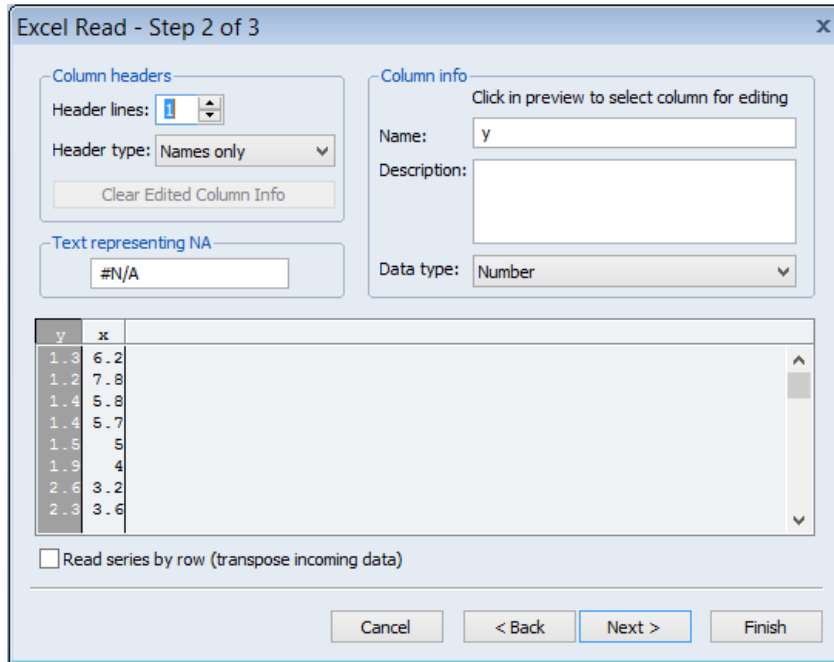 Excel Read - Step 2 of 3
x
Column headers
Header lines: 1
Header type: Names only
Clear Edited Column Info
Text representing NA
#N/A
Column info
Click in preview to select column for editing
Name: y
Description:
Data type: Number
y x
1.3 6.2
1.2 7.8
1.4 5.8
1.4 5.7
1.5 5
1.9 4
2.6 3.2
2.3 3.6
Read series by row (transpose incoming data)
Cancel < Back Next > Finish